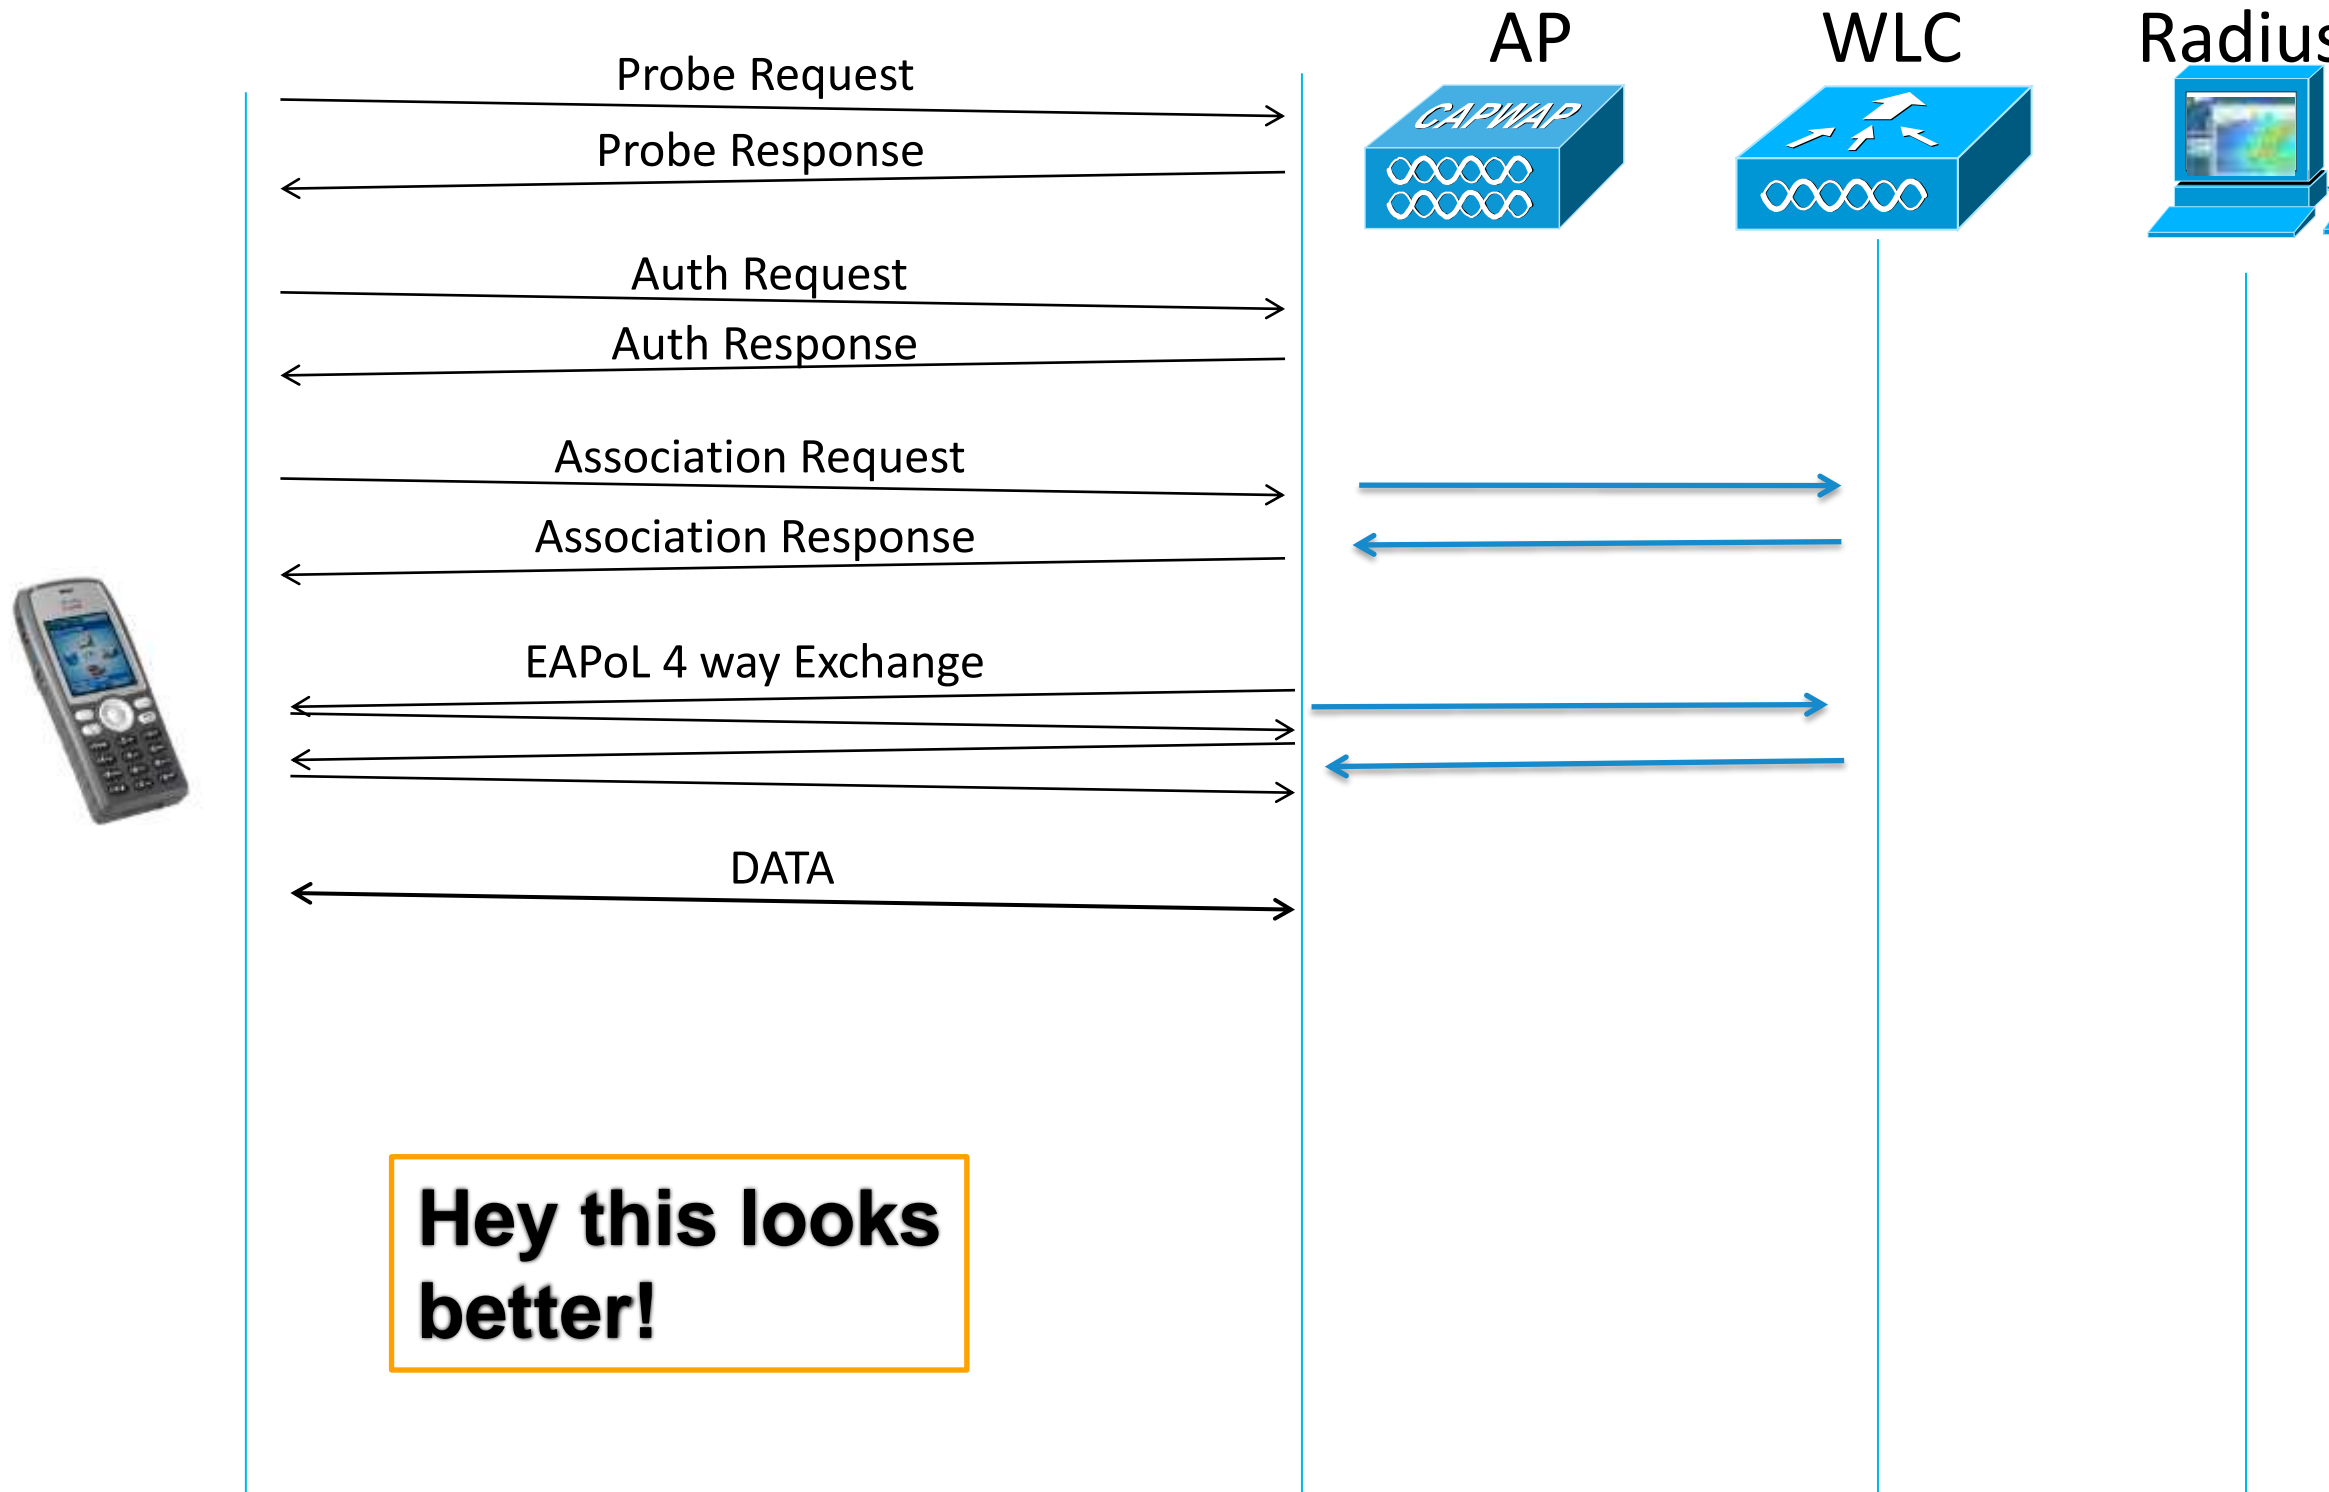 AP
WLC
Radius
Probe Request
CAPWAP
Probe Response
Auth Request
Auth Response
Association Request
Association Response
EAPoL 4 way Exchange
DATA
Hey this looks
better!